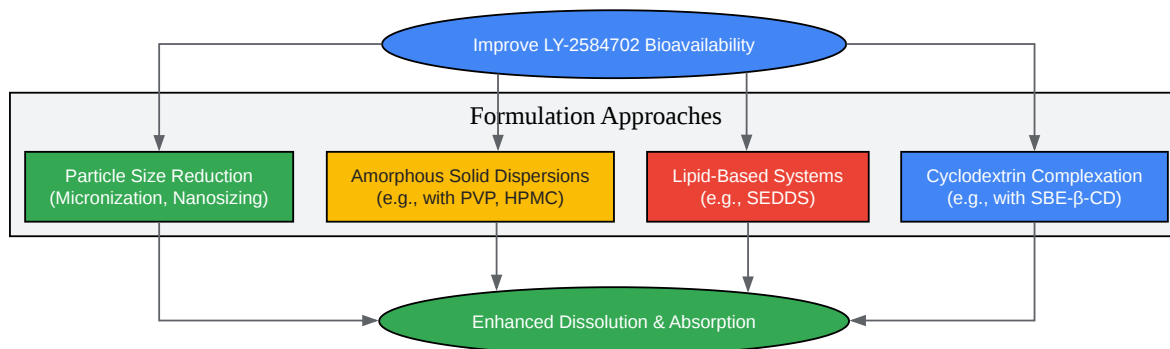 Improve LY-2584702 Bioavailability
Formulation Approaches
Particle Size Reduction
(Micronization, Nanosizing)
Amorphous Solid Dispersions
(e.g., with PVP, HPMC)
Lipid-Based Systems
(e.g., SEDDS)
Cyclodextrin Complexation
(e.g., with SBE-β-CD)
Enhanced Dissolution & Absorption